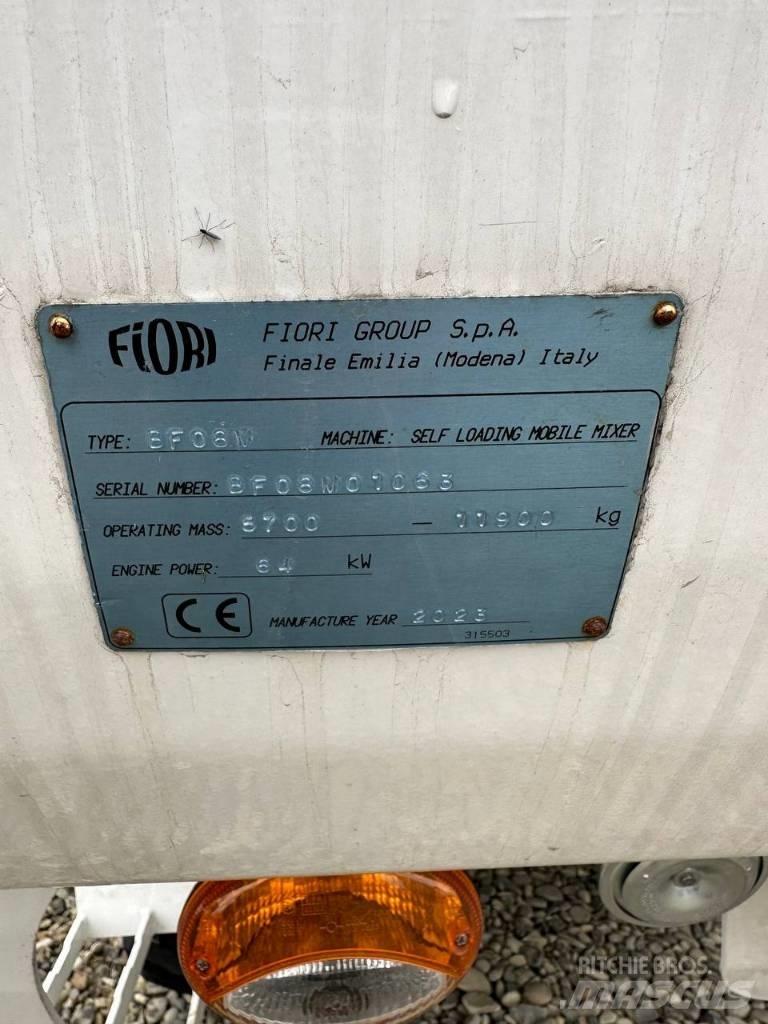 FIORI
FIORI GROUP S.p.A.
Finale Emilia (Modena) Italy
TYPE: BF08M MACHINE: SELF LOADING MOBILE MIXER
SERIAL NUMBER: BF08M01063
OPERATING MASS: 5700 — 11900 kg
ENGINE POWER: 64 kW
CE MANUFACTURE YEAR 2023
315503
RITCHIE BROS.
MASCUS